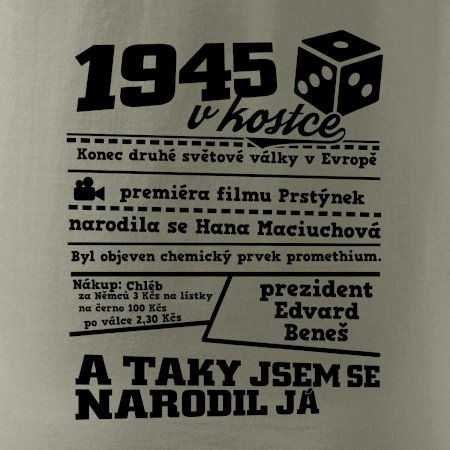 1945
v kostce
Konec druhé světové války v Evropě
premiéra filmu Prstýnek
narodila se Hana Maciuchová
Byl objeven chemický prvek promethium.
Nákup: Chléb
za Němců 3 Kčs na lístky
na černo 100 Kčs
po válce 2,30 Kčs
prezident
Edvard
Beneš
A TAKY JSEM SE
NARODIL JÁ